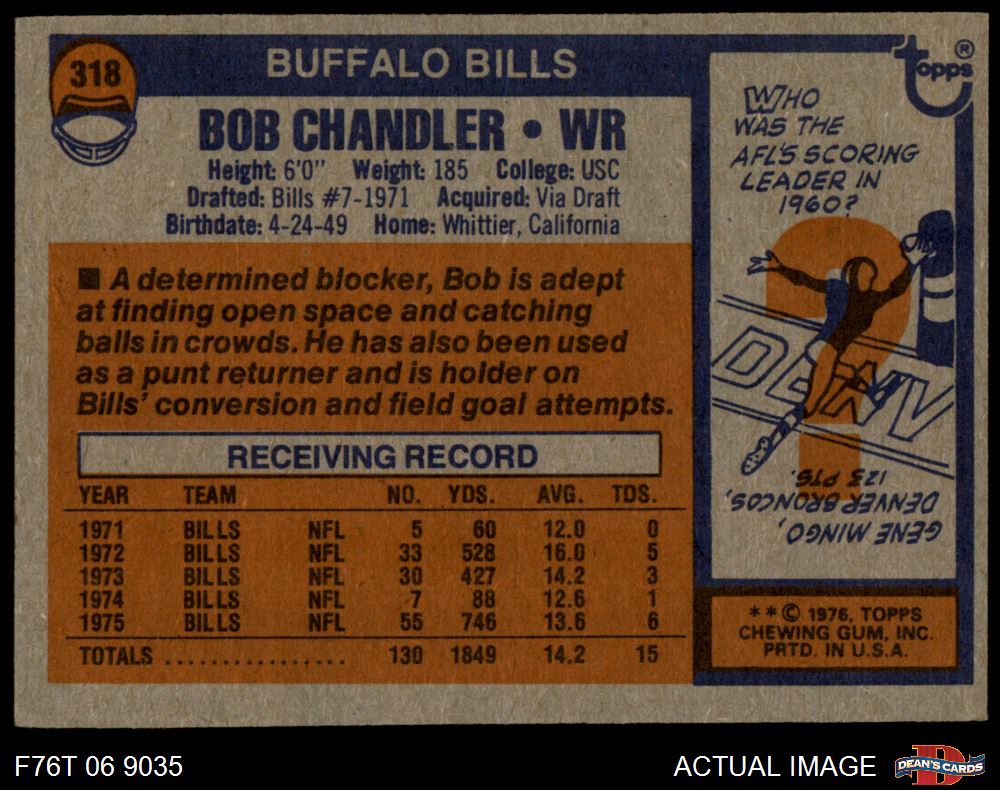 318
BUFFALO BILLS
BOB CHANDLER • WR
Height: 6'0" Weight: 185 College: USC
Drafted: Bills #7-1971 Acquired: Via Draft
Birthdate: 4-24-49 Home: Whittier, California
■ A determined blocker, Bob is adept
at finding open space and catching
balls in crowds. He has also been used
as a punt returner and is holder on
Bills' conversion and field goal attempts.
RECEIVING RECORD
YEAR TEAM NO. YDS. AVG. TDS.
1971 BILLS NFL 5 60 12.0 0
1972 BILLS NFL 33 528 16.0 5
1973 BILLS NFL 30 427 14.2 3
1974 BILLS NFL 7 88 12.6 1
1975 BILLS NFL 55 746 13.6 6
TOTALS ................ 130 1849 14.2 15
topps®
WHO
WAS THE
AFL'S SCORING
LEADER IN
1960?
?
DENV
GENE MINGO,
DENVER BRONCOS,
123 PTS.
**© 1976, TOPPS
CHEWING GUM, INC.
PRTD. IN U.S.A.
F76T 06 9035
ACTUAL IMAGE
DEAN'S CARDS